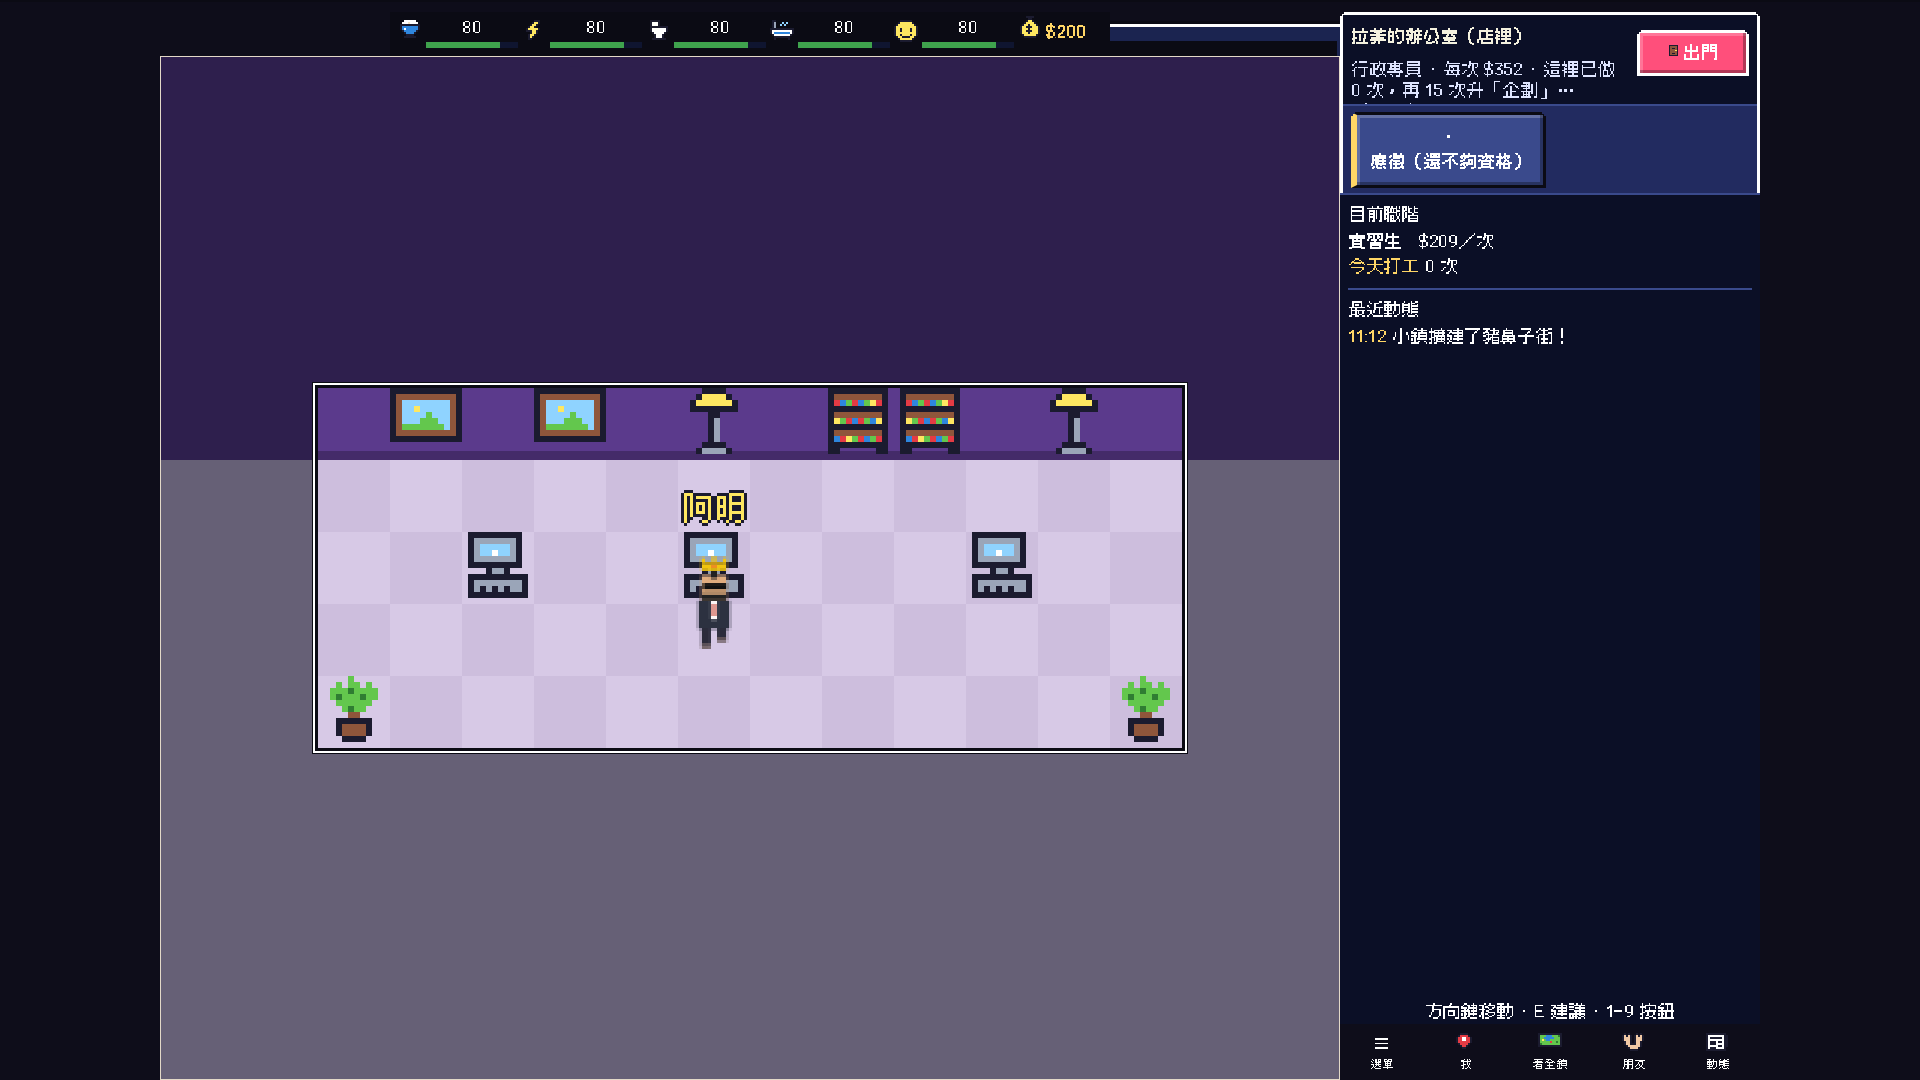 80 80 80 80 80 $200
拉菲的辦公室（店裡）
行政專員 · 每次 $352 · 這裡已做
0 次，再 15 次升「企劃」…
出門
應徵（還不夠資格）
目前職階
實習生 $209／次
今天打工 0 次
最近動態
11:12 小鎮擴建了豬鼻子街！
阿明
方向鍵移動 · E 建議 · 1-9 按鈕
選單 我 看全鎮 朋友 動態